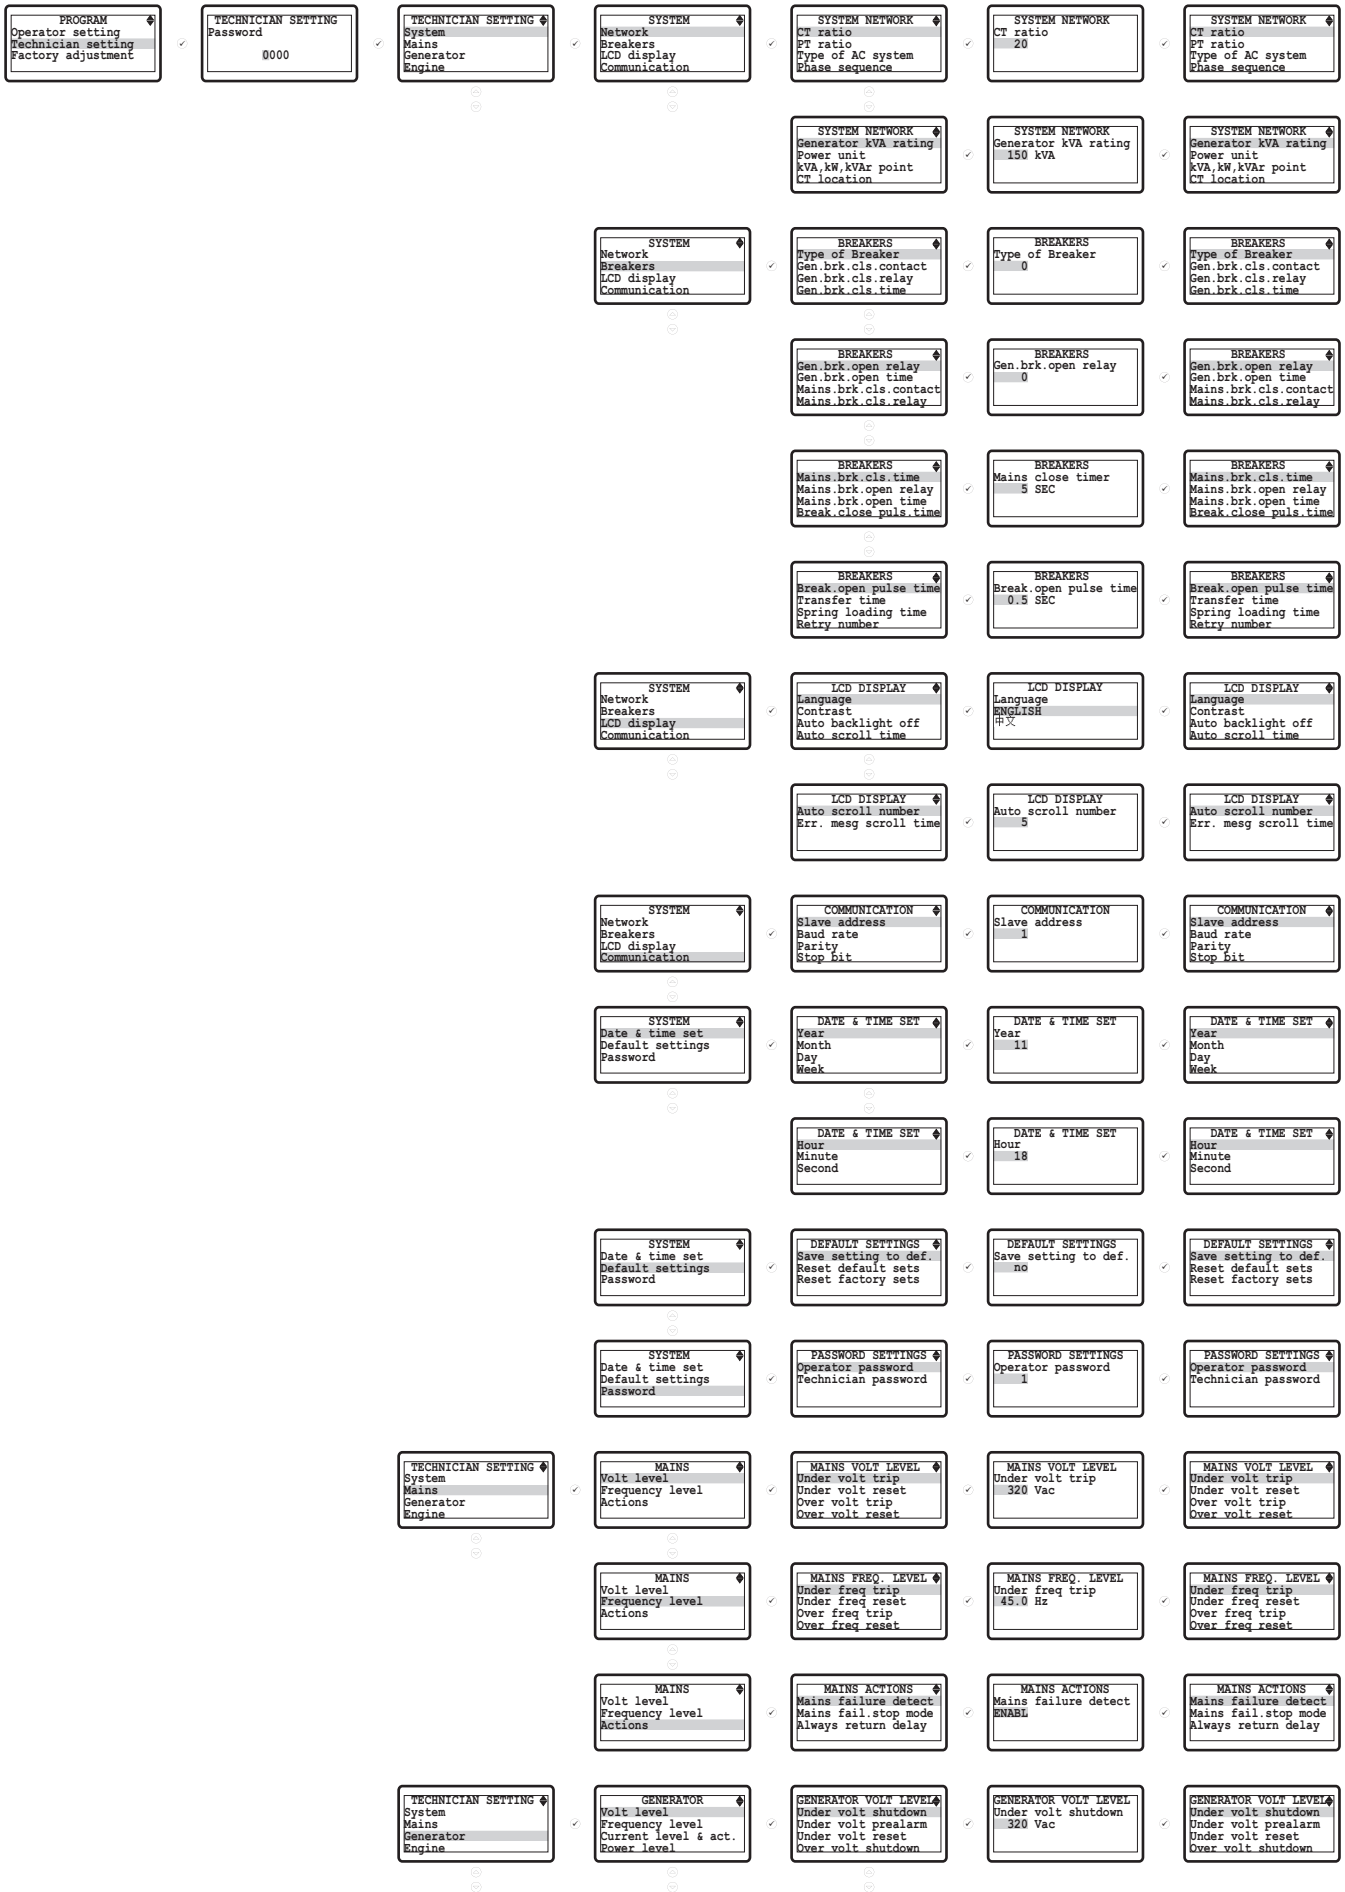 PROGRAM
Operator setting
Technician setting
Factory adjustment
TECHNICIAN SETTING
Password
0000
TECHNICIAN SETTING
System
Mains
Generator
Engine
SYSTEM
Network
Breakers
LCD display
Communication
SYSTEM NETWORK
CT ratio
PT ratio
Type of AC system
Phase sequence
SYSTEM NETWORK
CT ratio
20
SYSTEM NETWORK
CT ratio
PT ratio
Type of AC system
Phase sequence
SYSTEM NETWORK
Generator kVA rating
Power unit
kVA,kW,kVAr point
CT location
SYSTEM NETWORK
Generator kVA rating
150 kVA
SYSTEM NETWORK
Generator kVA rating
Power unit
kVA,kW,kVAr point
CT location
SYSTEM
Network
Breakers
LCD display
Communication
BREAKERS
Type of Breaker
Gen.brk.cls.contact
Gen.brk.cls.relay
Gen.brk.cls.time
BREAKERS
Type of Breaker
0
BREAKERS
Type of Breaker
Gen.brk.cls.contact
Gen.brk.cls.relay
Gen.brk.cls.time
BREAKERS
Gen.brk.open relay
Gen.brk.open time
Mains.brk.cls.contact
Mains.brk.cls.relay
BREAKERS
Gen.brk.open relay
0
BREAKERS
Gen.brk.open relay
Gen.brk.open time
Mains.brk.cls.contact
Mains.brk.cls.relay
BREAKERS
Mains.brk.cls.time
Mains.brk.open relay
Mains.brk.open time
Break.close puls.time
BREAKERS
Mains close timer
5 SEC
BREAKERS
Mains.brk.cls.time
Mains.brk.open relay
Mains.brk.open time
Break.close puls.time
BREAKERS
Break.open pulse time
Transfer time
Spring loading time
Retry number
BREAKERS
Break.open pulse time
0.5 SEC
BREAKERS
Break.open pulse time
Transfer time
Spring loading time
Retry number
SYSTEM
Network
Breakers
LCD display
Communication
LCD DISPLAY
Language
Contrast
Auto backlight off
Auto scroll time
LCD DISPLAY
Language
ENGLISH
中文
LCD DISPLAY
Language
Contrast
Auto backlight off
Auto scroll time
LCD DISPLAY
Auto scroll number
Err. mesg scroll time
LCD DISPLAY
Auto scroll number
5
LCD DISPLAY
Auto scroll number
Err. mesg scroll time
SYSTEM
Network
Breakers
LCD display
Communication
COMMUNICATION
Slave address
Baud rate
Parity
Stop bit
COMMUNICATION
Slave address
1
COMMUNICATION
Slave address
Baud rate
Parity
Stop bit
SYSTEM
Date & time set
Default settings
Password
DATE & TIME SET
Year
Month
Day
Week
DATE & TIME SET
Year
11
DATE & TIME SET
Year
Month
Day
Week
DATE & TIME SET
Hour
Minute
Second
DATE & TIME SET
Hour
18
DATE & TIME SET
Hour
Minute
Second
SYSTEM
Date & time set
Default settings
Password
DEFAULT SETTINGS
Save setting to def.
Reset default sets
Reset factory sets
DEFAULT SETTINGS
Save setting to def.
no
DEFAULT SETTINGS
Save setting to def.
Reset default sets
Reset factory sets
SYSTEM
Date & time set
Default settings
Password
PASSWORD SETTINGS
Operator password
Technician password
PASSWORD SETTINGS
Operator password
1
PASSWORD SETTINGS
Operator password
Technician password
TECHNICIAN SETTING
System
Mains
Generator
Engine
MAINS
Volt level
Frequency level
Actions
MAINS VOLT LEVEL
Under volt trip
Under volt reset
Over volt trip
Over volt reset
MAINS VOLT LEVEL
Under volt trip
320 Vac
MAINS VOLT LEVEL
Under volt trip
Under volt reset
Over volt trip
Over volt reset
MAINS
Volt level
Frequency level
Actions
MAINS FREQ. LEVEL
Under freq trip
Under freq reset
Over freq trip
Over freq reset
MAINS FREQ. LEVEL
Under freq trip
45.0 Hz
MAINS FREQ. LEVEL
Under freq trip
Under freq reset
Over freq trip
Over freq reset
MAINS
Volt level
Frequency level
Actions
MAINS ACTIONS
Mains failure detect
Mains fail.stop mode
Always return delay
MAINS ACTIONS
Mains failure detect
ENABL
MAINS ACTIONS
Mains failure detect
Mains fail.stop mode
Always return delay
TECHNICIAN SETTING
System
Mains
Generator
Engine
GENERATOR
Volt level
Frequency level
Current level & act.
Power level
GENERATOR VOLT LEVEL
Under volt shutdown
Under volt prealarm
Under volt reset
Over volt shutdown
GENERATOR VOLT LEVEL
Under volt shutdown
320 Vac
GENERATOR VOLT LEVEL
Under volt shutdown
Under volt prealarm
Under volt reset
Over volt shutdown